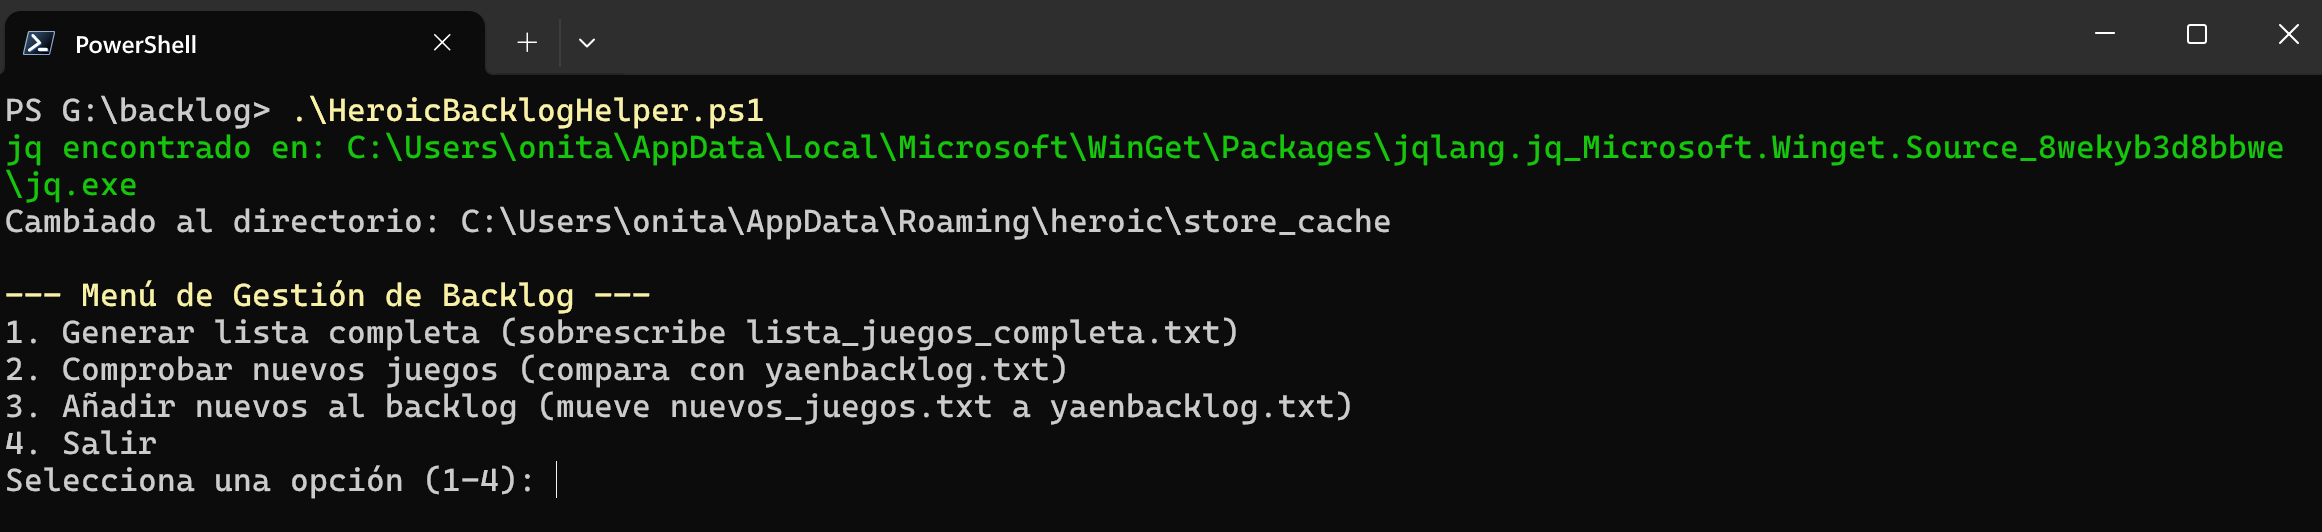 PowerShell
PS G:\backlog> .\HeroicBacklogHelper.ps1
jq encontrado en: C:\Users\onita\AppData\Local\Microsoft\WinGet\Packages\jqlang.jq_Microsoft.Winget.Source_8wekyb3d8bbwe
\jq.exe
Cambiado al directorio: C:\Users\onita\AppData\Roaming\heroic\store_cache
--- Menú de Gestión de Backlog ---
1. Generar lista completa (sobrescribe lista_juegos_completa.txt)
2. Comprobar nuevos juegos (compara con yaenbacklog.txt)
3. Añadir nuevos al backlog (mueve nuevos_juegos.txt a yaenbacklog.txt)
4. Salir
Selecciona una opción (1-4):